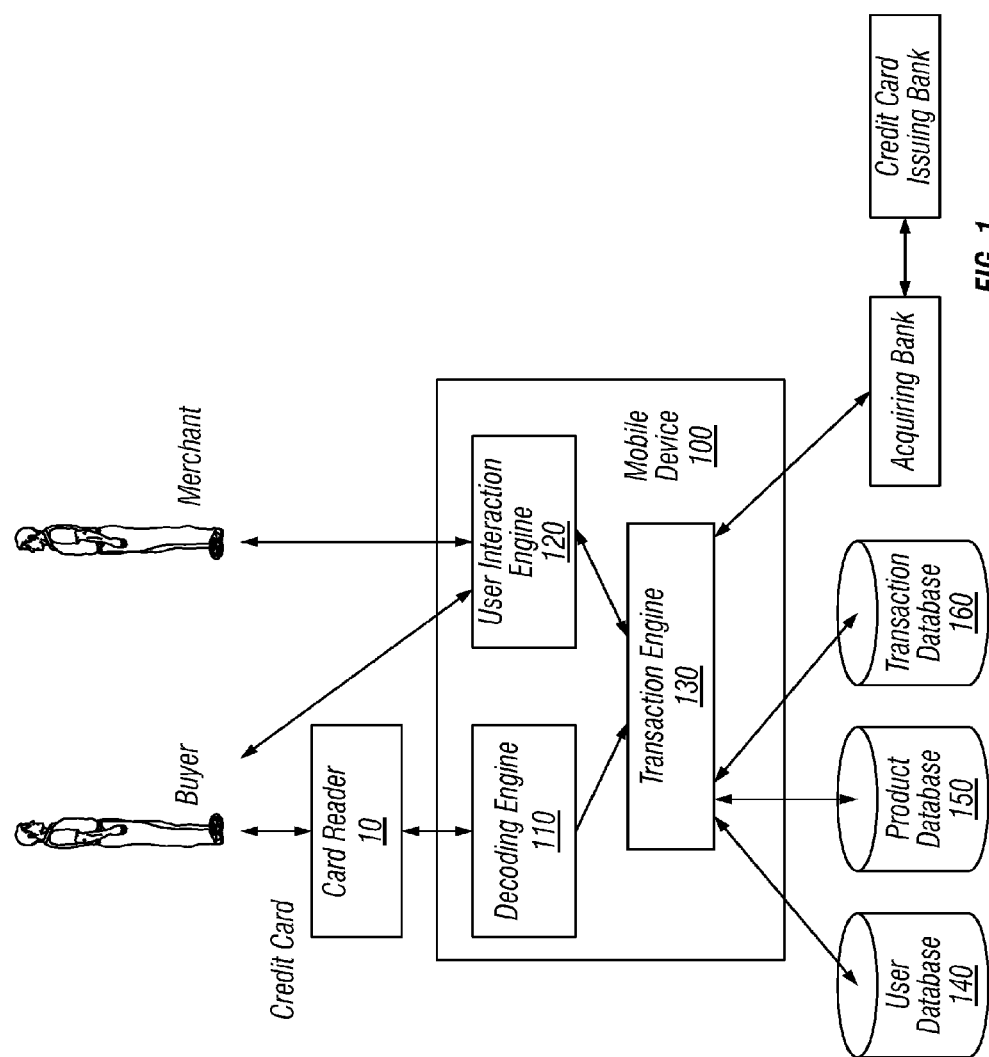 Buyer
Merchant
Credit Card
Card Reader
10
Decoding Engine
110
User Interaction
Engine
120
Mobile
Device
100
Transaction Engine
130
User
Database
140
Product
Database
150
Transaction
Database
160
Acquiring Bank
Credit Card
Issuing Bank
FIG. 1